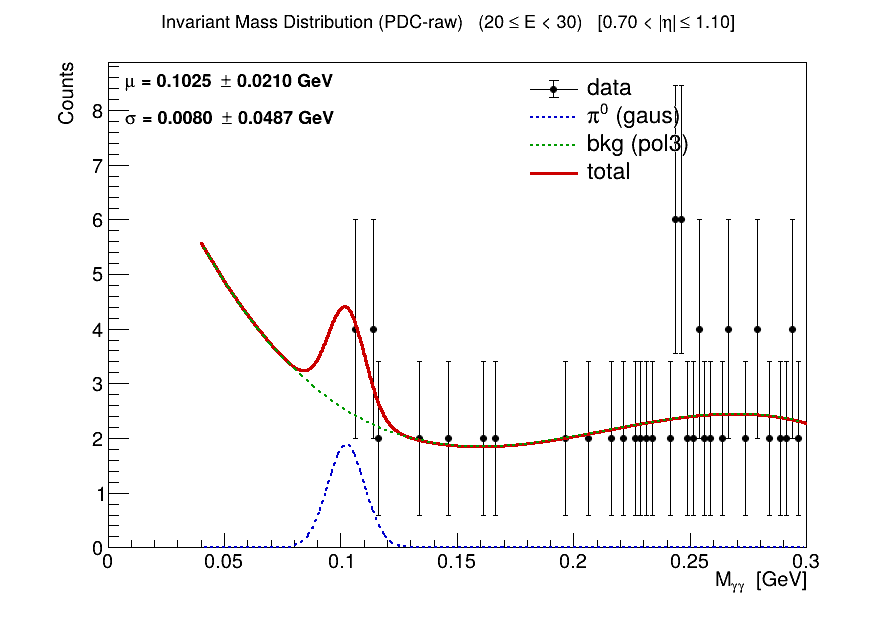 Invariant Mass Distribution (PDC-raw) (20 ≤ E < 30) [0.70 < |η| ≤ 1.10]
μ = 0.1025 ± 0.0210 GeV
σ = 0.0080 ± 0.0487 GeV
data
π⁰ (gaus)
bkg (pol3)
total
Counts
8
7
6
5
4
3
2
1
0
0 0.05 0.1 0.15 0.2 0.25 0.3
Mγγ [GeV]